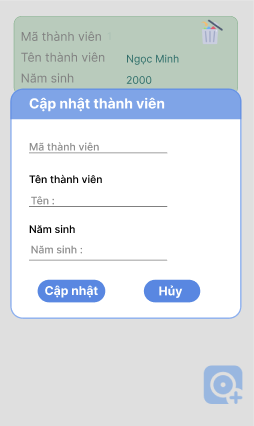 Mã thành viên :
Tên thành viên Ngọc Minh
Năm sinh 2000
Cập nhật thành viên
Mã thành viên
Tên thành viên
Tên :
Năm sinh
Năm sinh :
Cập nhật Hủy